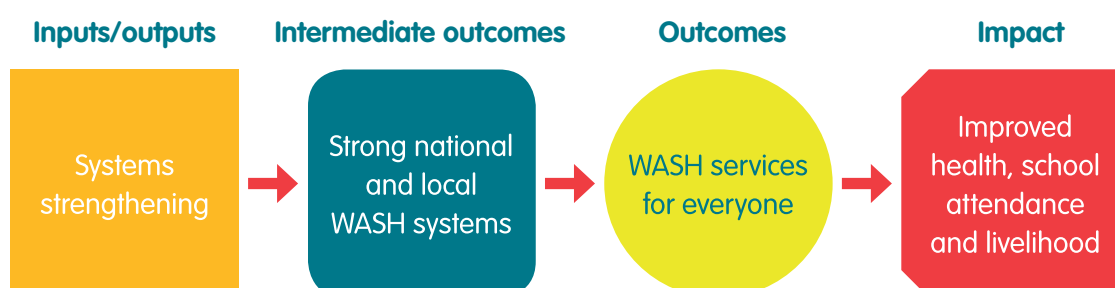 Inputs/outputs
Intermediate outcomes
Outcomes
Impact
Systems
strengthening
Strong national
and local
WASH systems
WASH services
for everyone
Improved
health, school
attendance
and livelihood